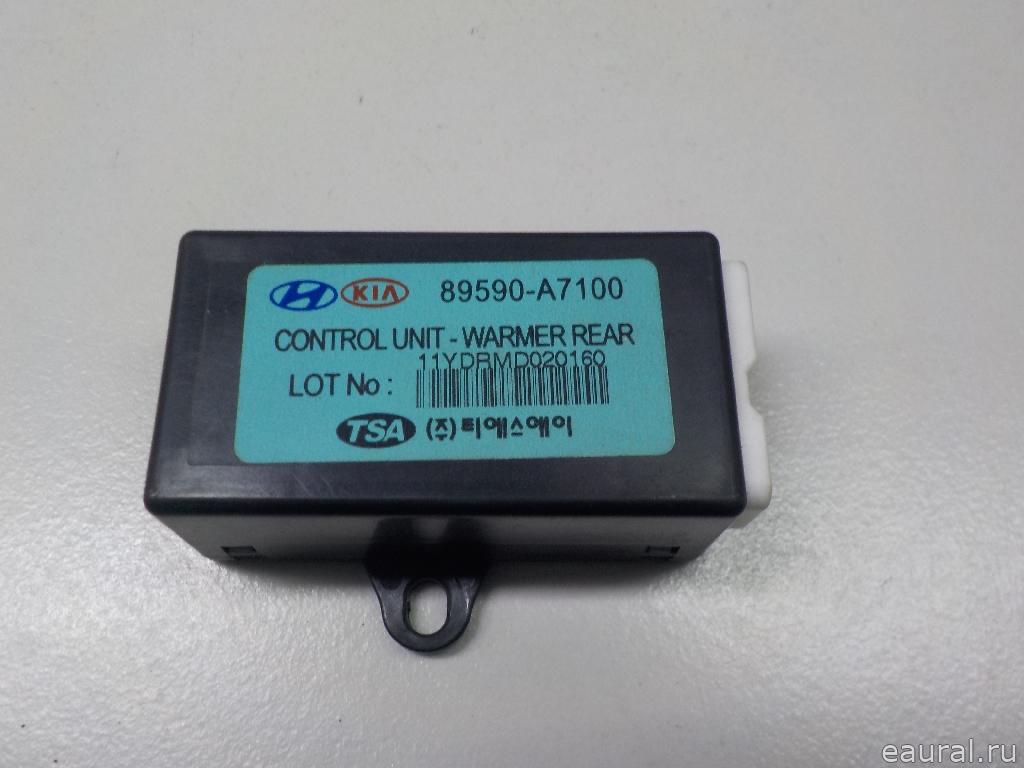 KIA 89590-A7100
CONTROL UNIT - WARMER REAR
11YDRMD020160
LOT No :
TSA (주)티에스에이
eaural.ru